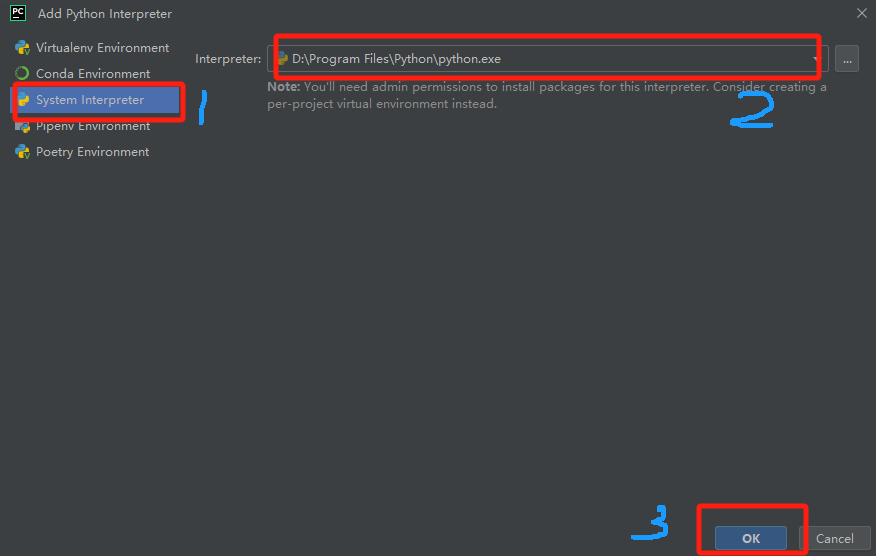 PC Add Python Interpreter
Virtualenv Environment
Interpreter: D:\Program Files\Python\python.exe ...
Conda Environment
System Interpreter 1
Note: You'll need admin permissions to install packages for this interpreter. Consider creating a
per-project virtual environment instead. 2
Pipenv Environment
Poetry Environment
3 OK Cancel